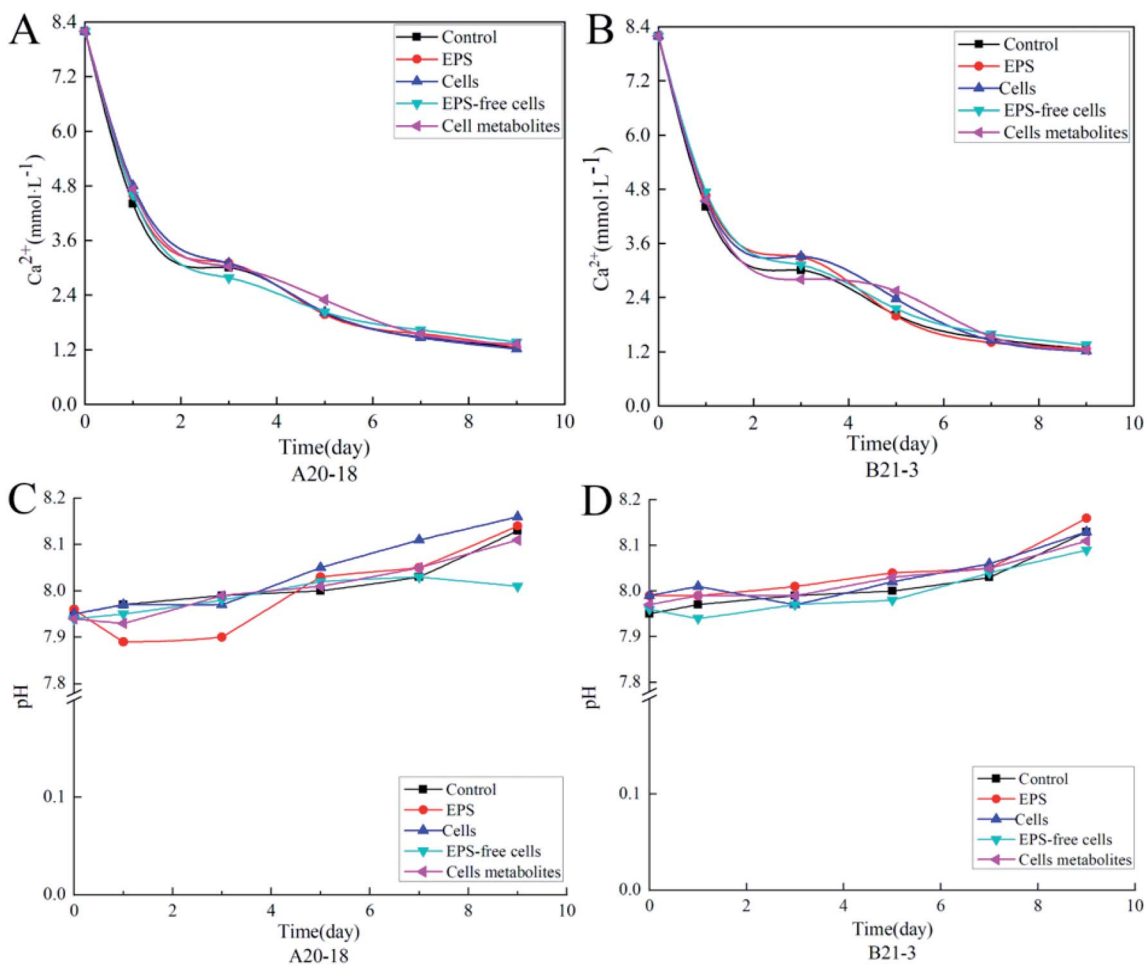 A
8.4
7.2
6.0
4.8
3.6
2.4
1.2
0.0
Ca2+(mmol·L-1)
Control
EPS
Cells
EPS-free cells
Cell metabolites
0 2 4 6 8 10
Time(day)
A20-18
B
8.4
7.2
6.0
4.8
3.6
2.4
1.2
0.0
Ca2+(mmol·L-1)
Control
EPS
Cells
EPS-free cells
Cells metabolites
0 2 4 6 8 10
Time(day)
B21-3
C
8.2
8.1
8.0
7.9
7.8
0.1
0.0
pH
Control
EPS
Cells
EPS-free cells
Cells metabolites
0 2 4 6 8 10
Time(day)
A20-18
D
8.2
8.1
8.0
7.9
7.8
0.1
0.0
pH
Control
EPS
Cells
EPS-free cells
Cells metabolites
0 2 4 6 8 10
Time(day)
B21-3